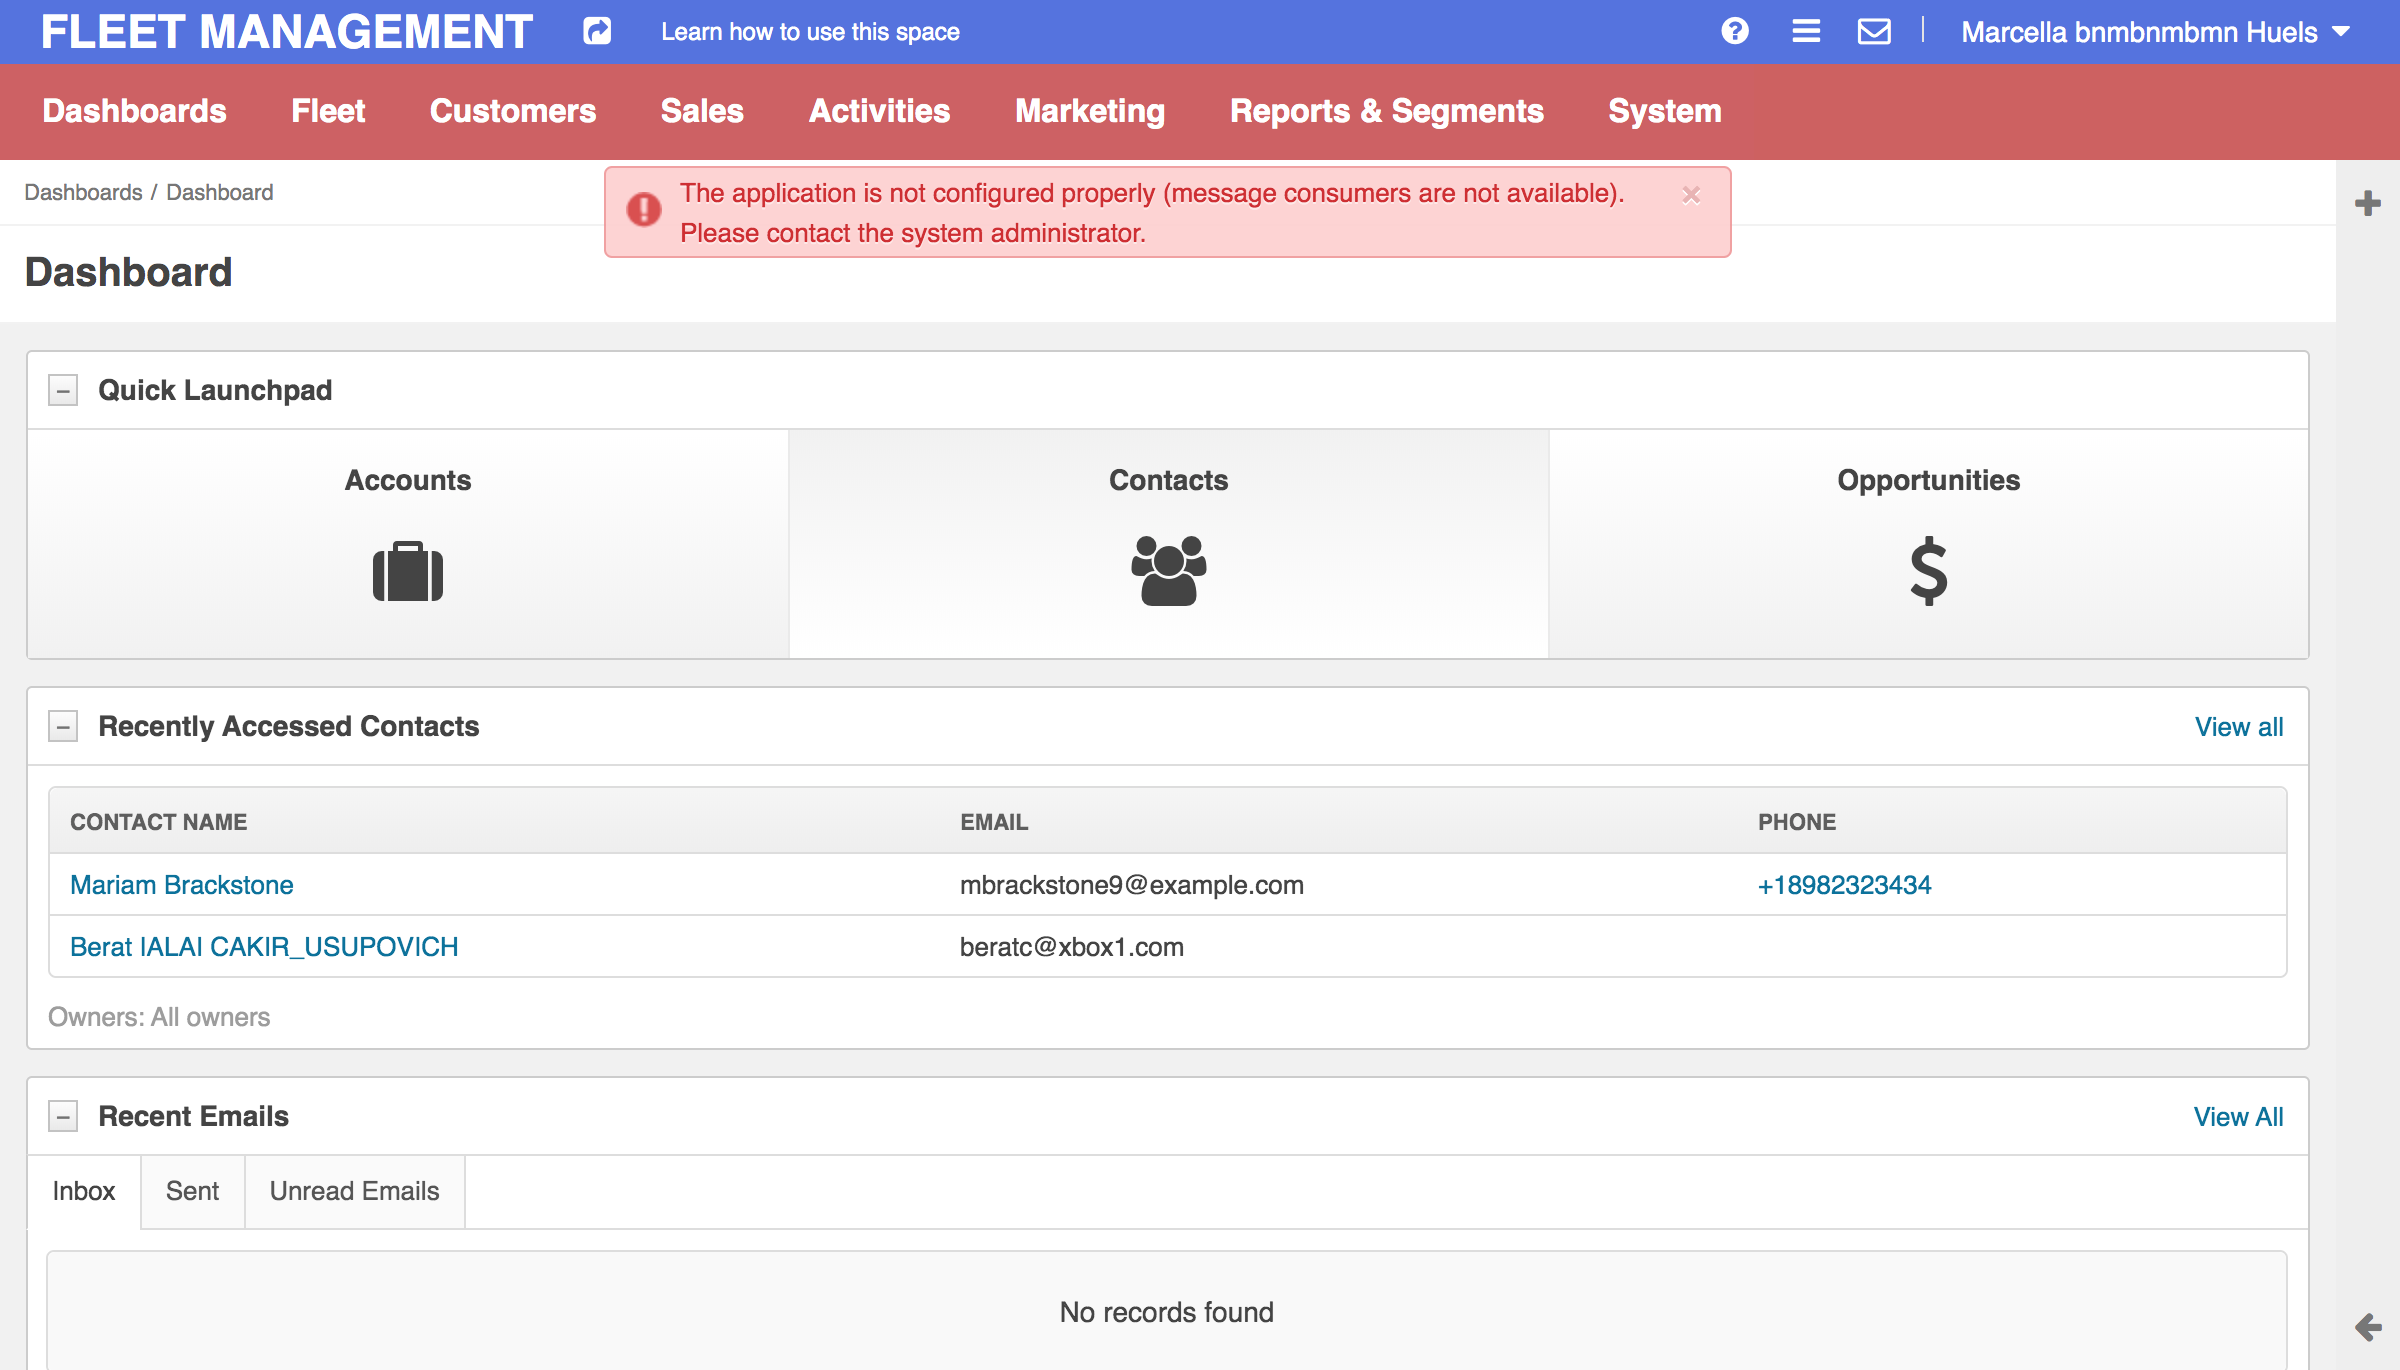 FLEET MANAGEMENT
Learn how to use this space
Marcella bnmbnmbmn Huels
Dashboards Fleet Customers Sales Activities Marketing Reports & Segments System
Dashboards / Dashboard
The application is not configured properly (message consumers are not available).
Please contact the system administrator.
Dashboard
Quick Launchpad
Accounts
Contacts
Opportunities
Recently Accessed Contacts
View all
CONTACT NAME EMAIL PHONE
Mariam Brackstone mbrackstone9@example.com +18982323434
Berat IALAI CAKIR_USUPOVICH beratc@xbox1.com
Owners: All owners
Recent Emails
View All
Inbox Sent Unread Emails
No records found